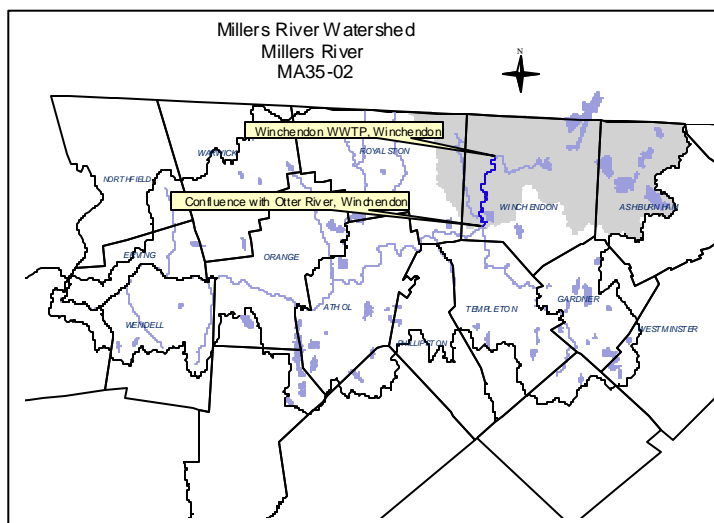 Millers River Watershed
Millers River
MA35-02
N
Winchendon WWTP, Winchendon
WARWICK
ROYALSTON
NORTHFIELD
Confluence with Otter River, Winchendon
WINCHENDON
ASHBURNHAM
ERVING
ORANGE
ATHOL
TEMPLETON
GARDNER
WENDELL
PHILLIPSTON
WESTMINSTER